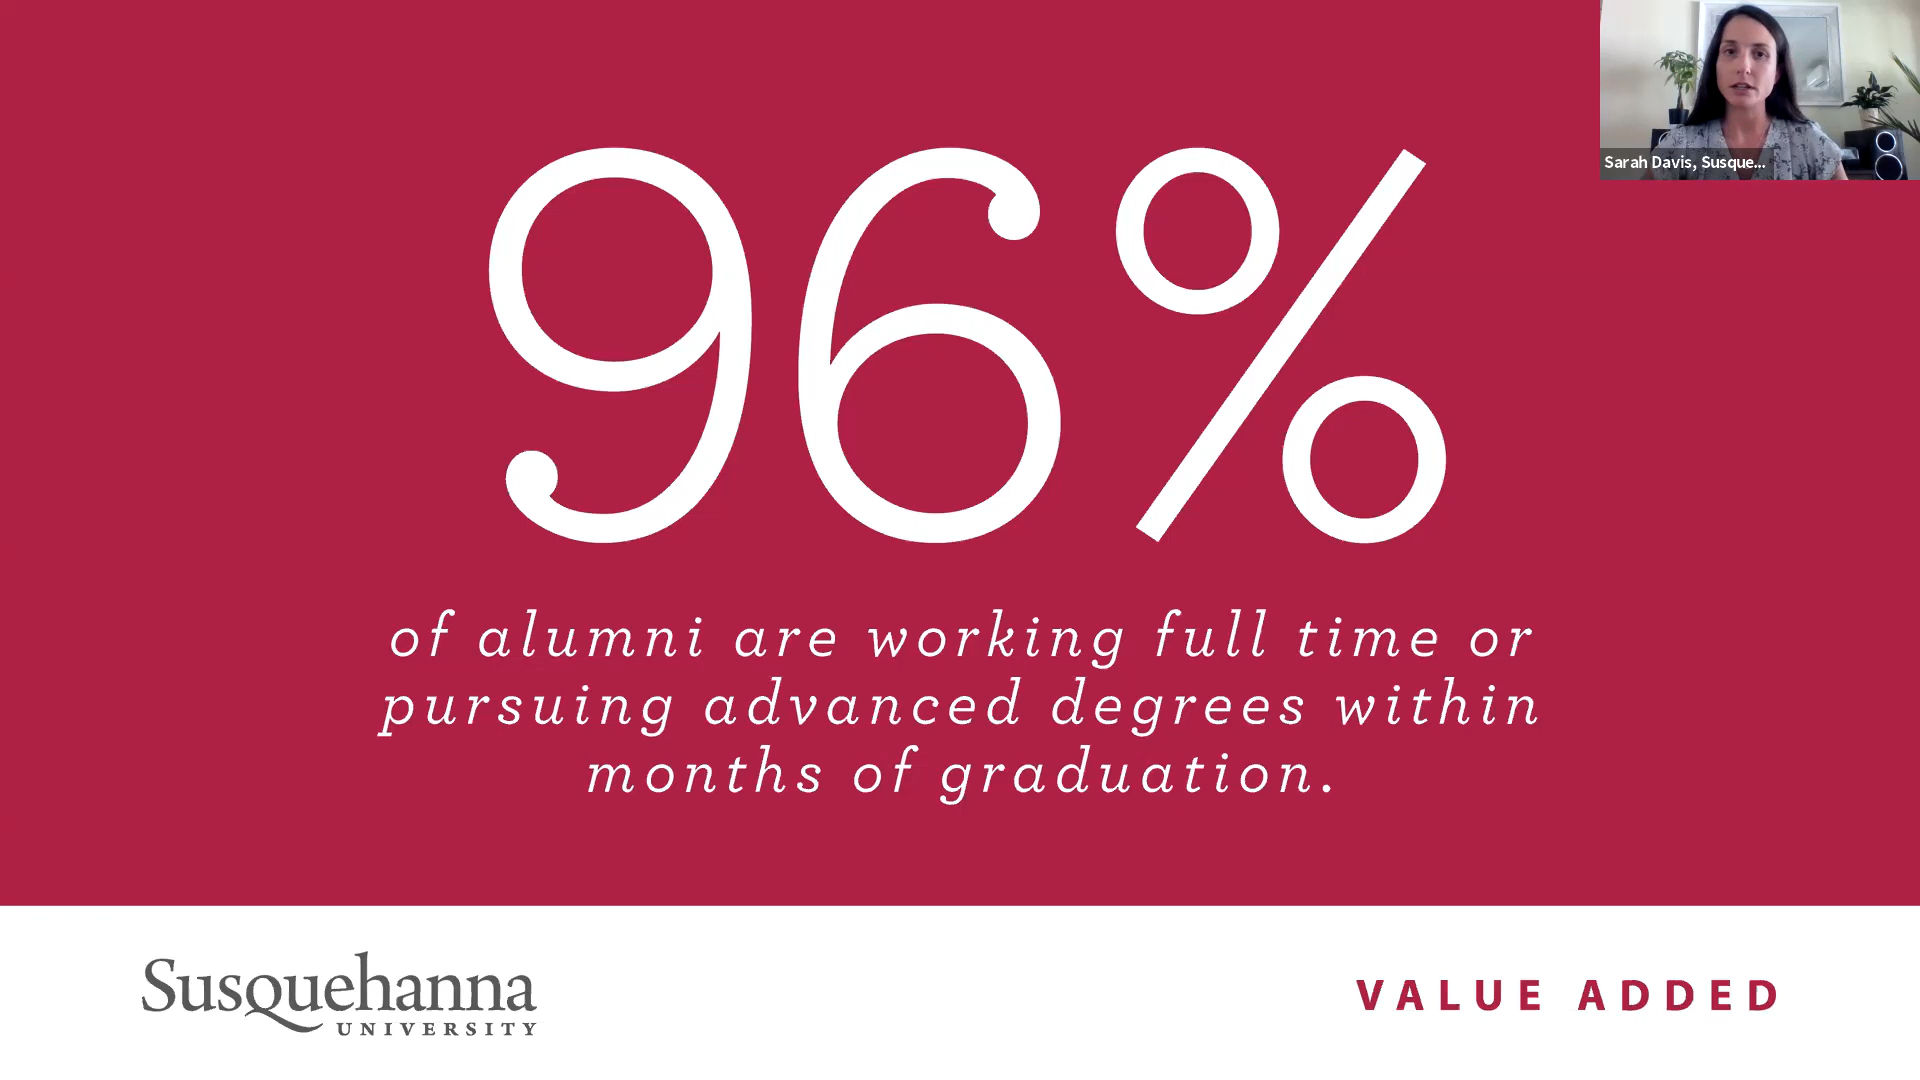 Sarah Davis, Susque...
96%
of alumni are working full time or
pursuing advanced degrees within
months of graduation.
Susquehanna
UNIVERSITY
VALUE ADDED